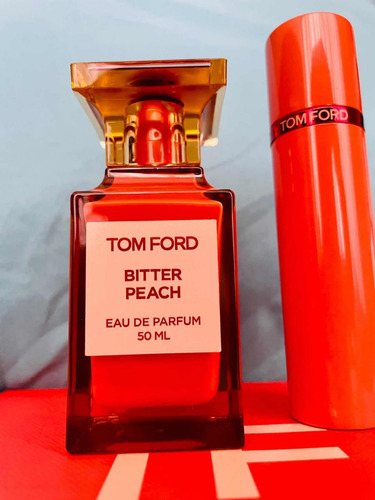 TOM FORD
BITTER
PEACH
EAU DE PARFUM
50 ML
TOM FORD